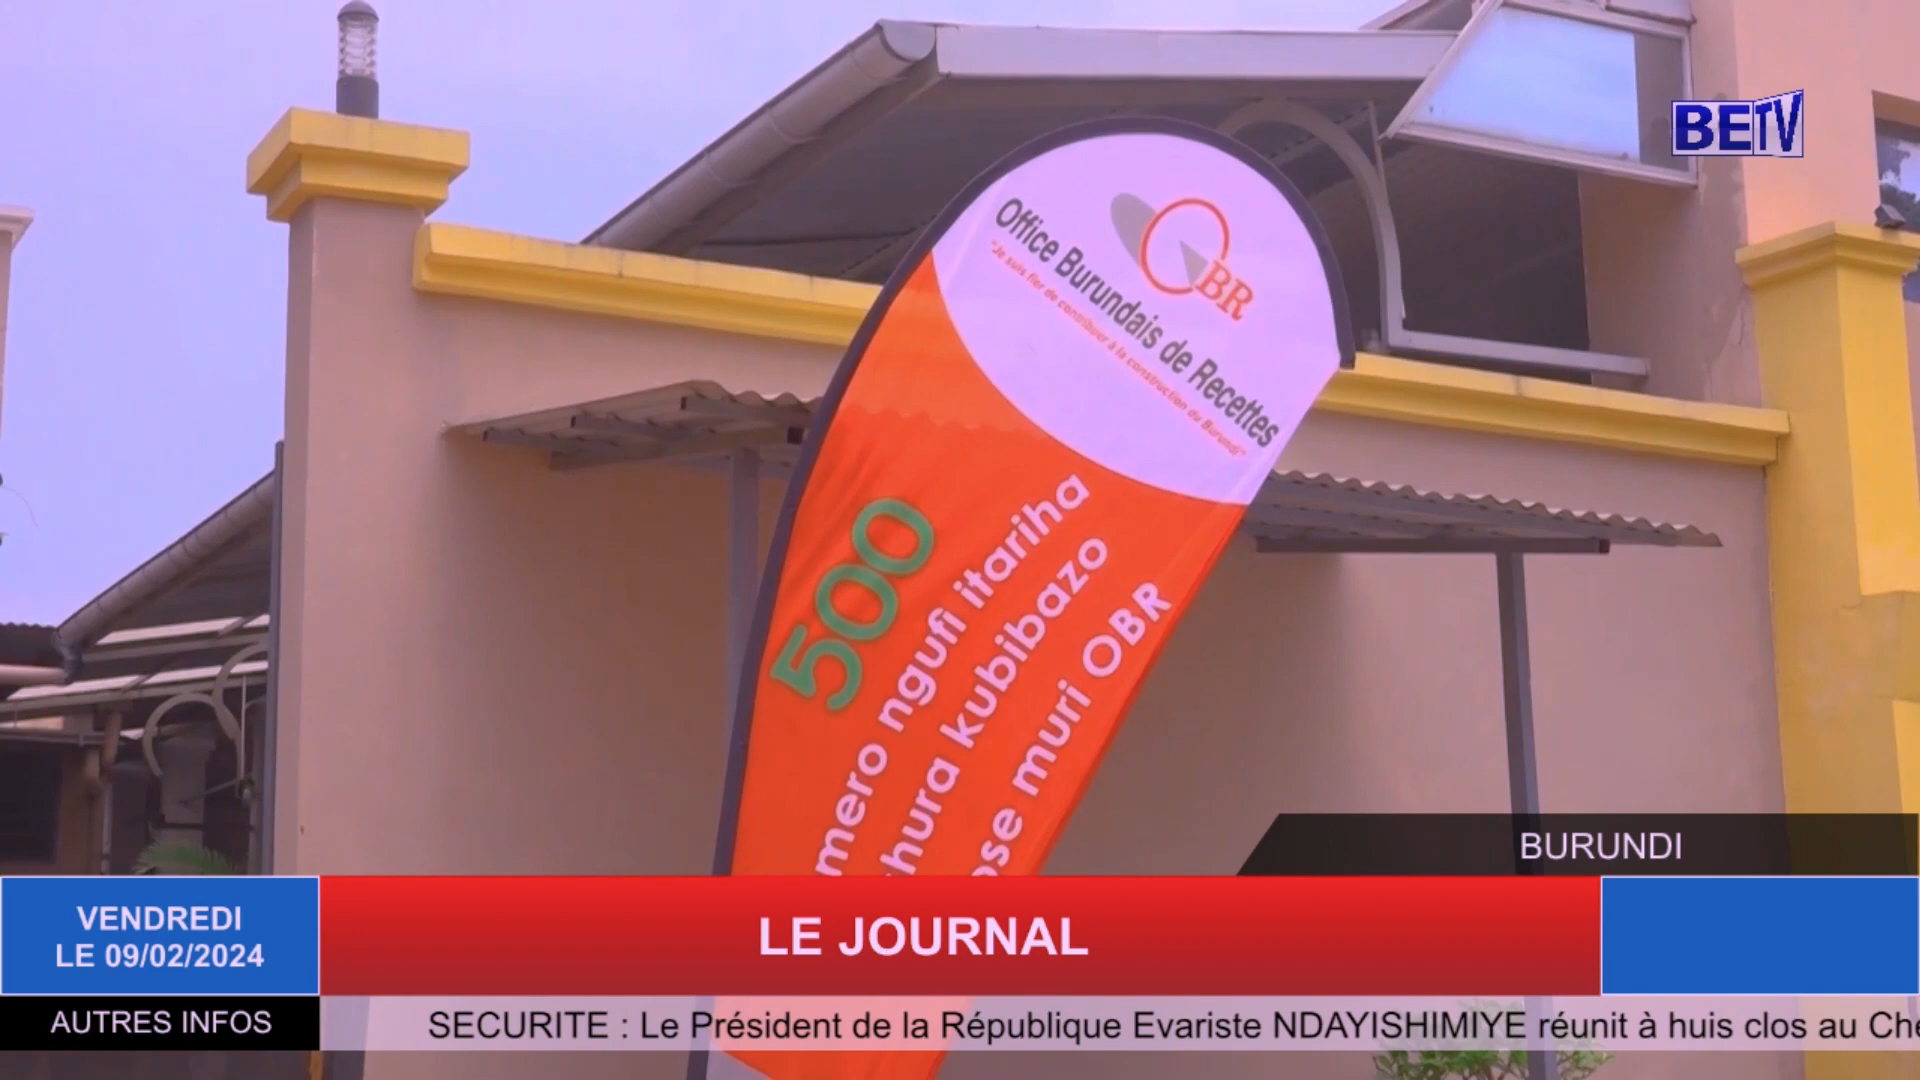 BETV
OBR
Office Burundais de Recettes
"Je suis fier de contribuer à la construction du Burundi"
500
mero ngufi itariha
hura kubibazo
ose muri OBR
BURUNDI
VENDREDI
LE 09/02/2024
LE JOURNAL
AUTRES INFOS
SECURITE : Le Président de la République Evariste NDAYISHIMIYE réunit à huis clos au Che